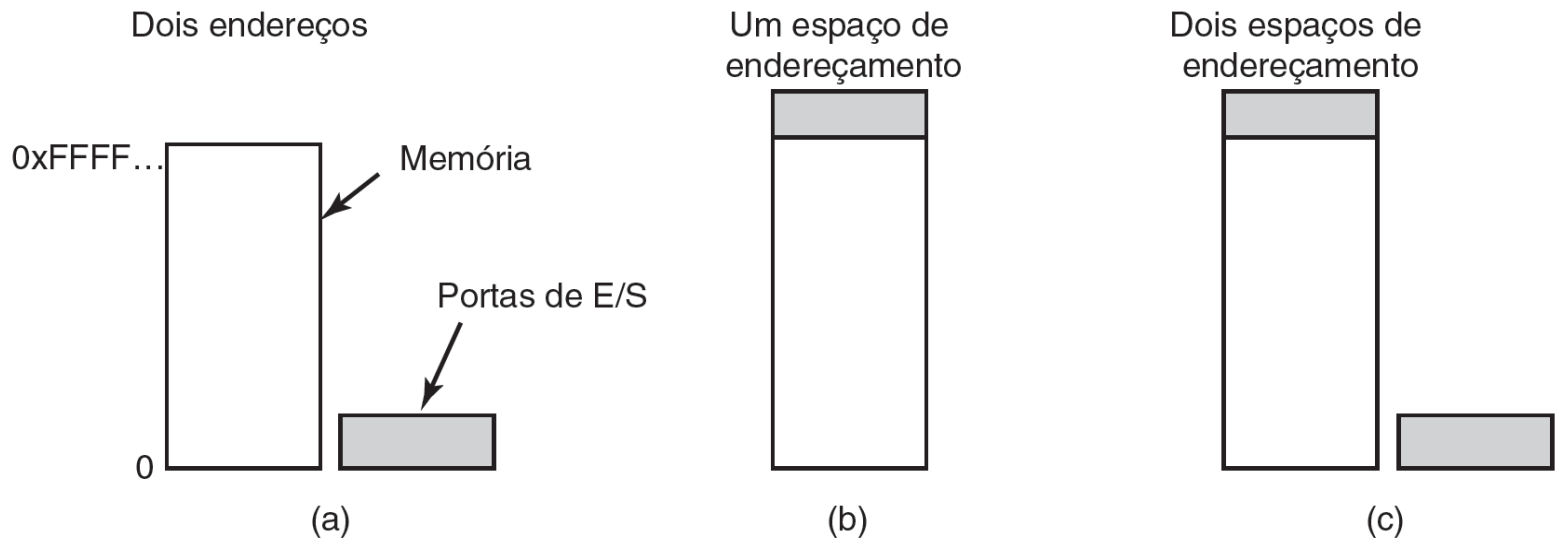 Dois endereços
Um espaço de
endereçamento
Dois espaços de
endereçamento
0xFFFF…
Memória
Portas de E/S
0
(a)
(b)
(c)